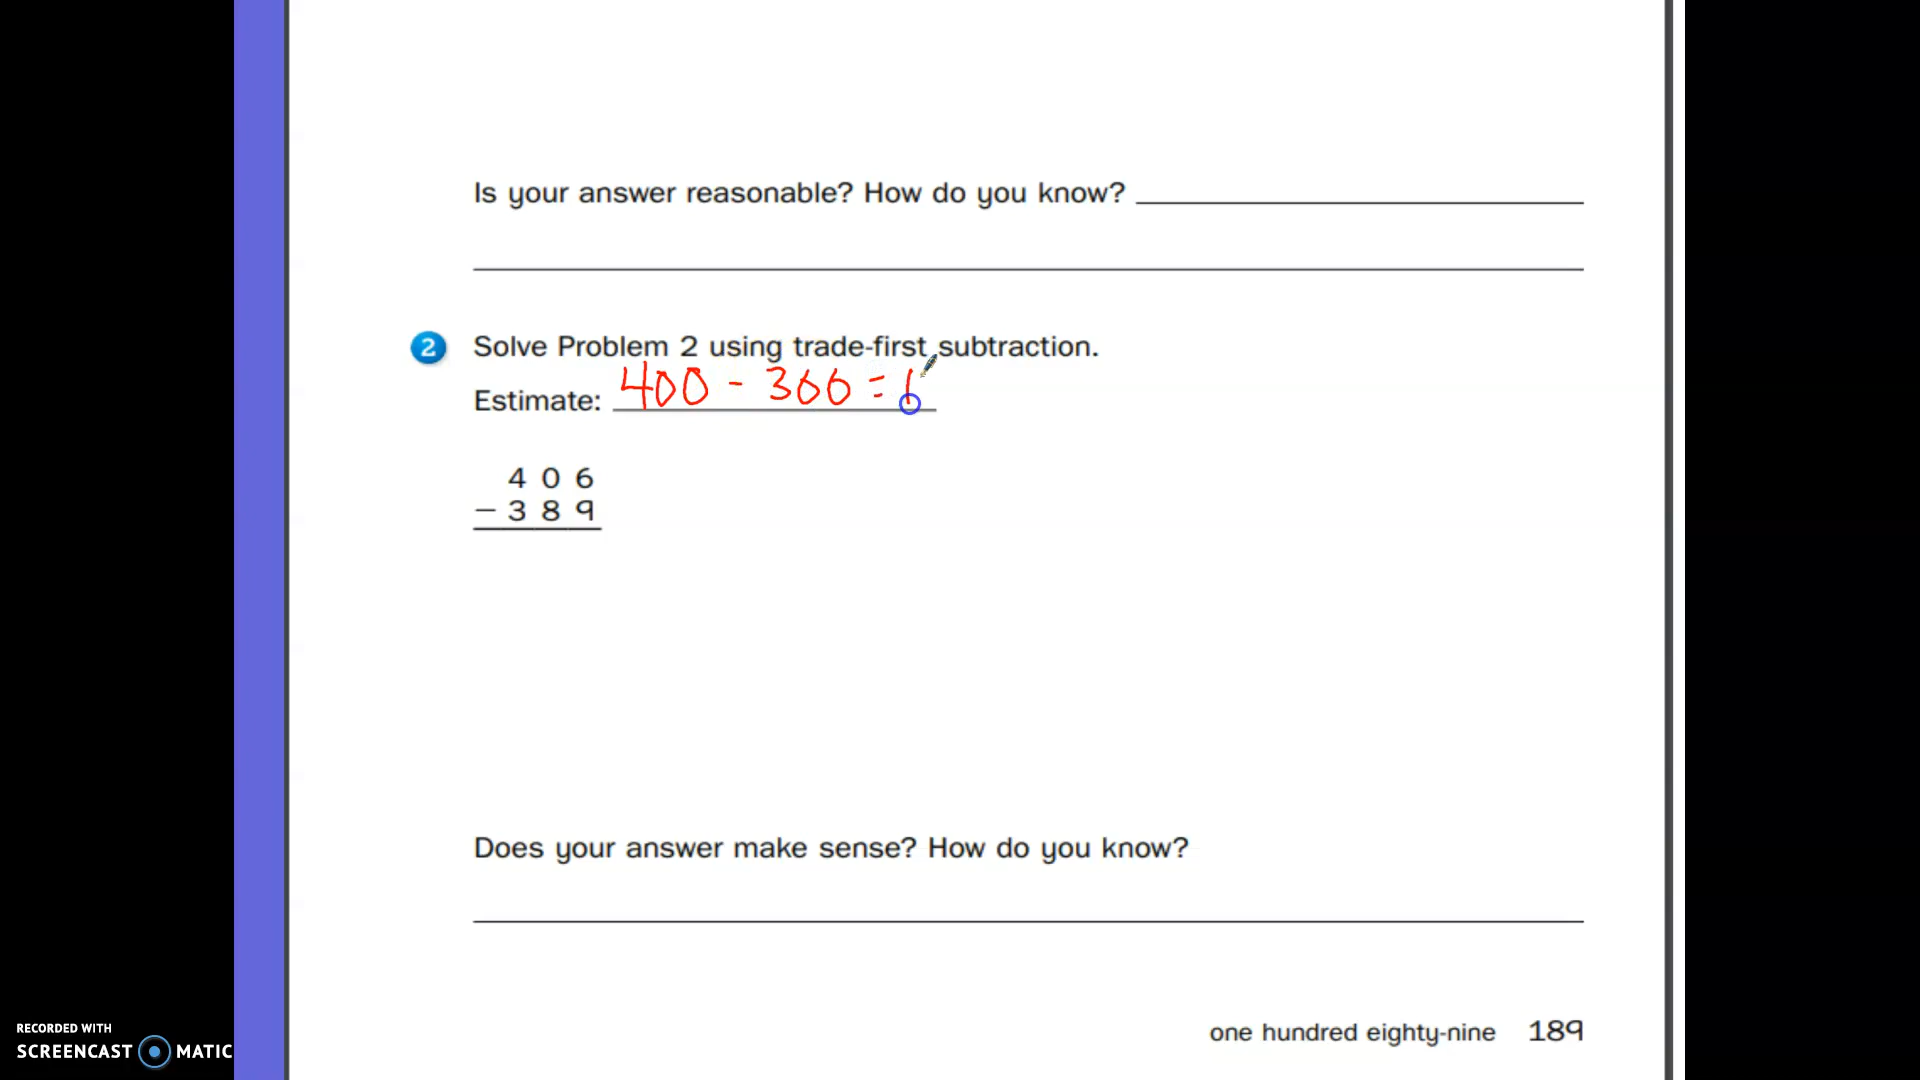 Is your answer reasonable? How do you know?
2 Solve Problem 2 using trade-first subtraction.
Estimate: 400 - 300 = 1
4 0 6
– 3 8 9
Does your answer make sense? How do you know?
one hundred eighty-nine 189
RECORDED WITH
SCREENCAST MATIC